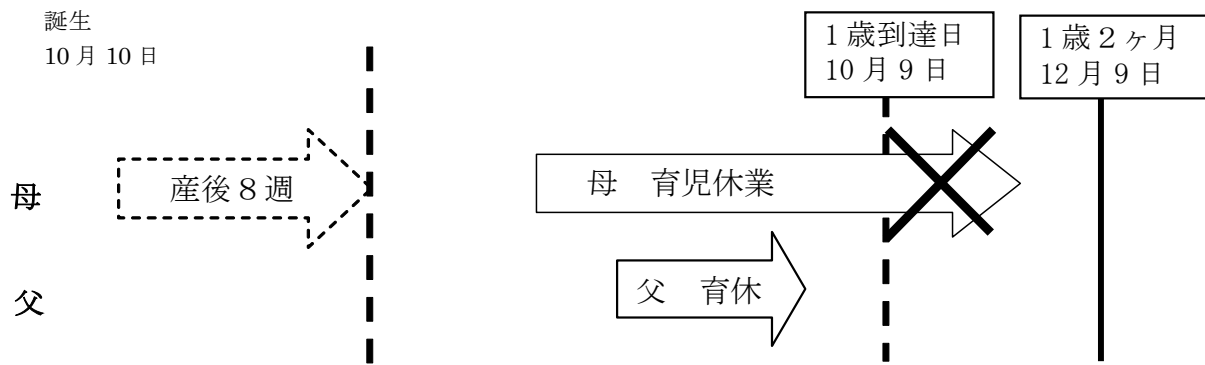 誕生
10月10日
1歳到達日
10月9日
1歳2ヶ月
12月9日
母
産後8週
母 育児休業
父
父 育休